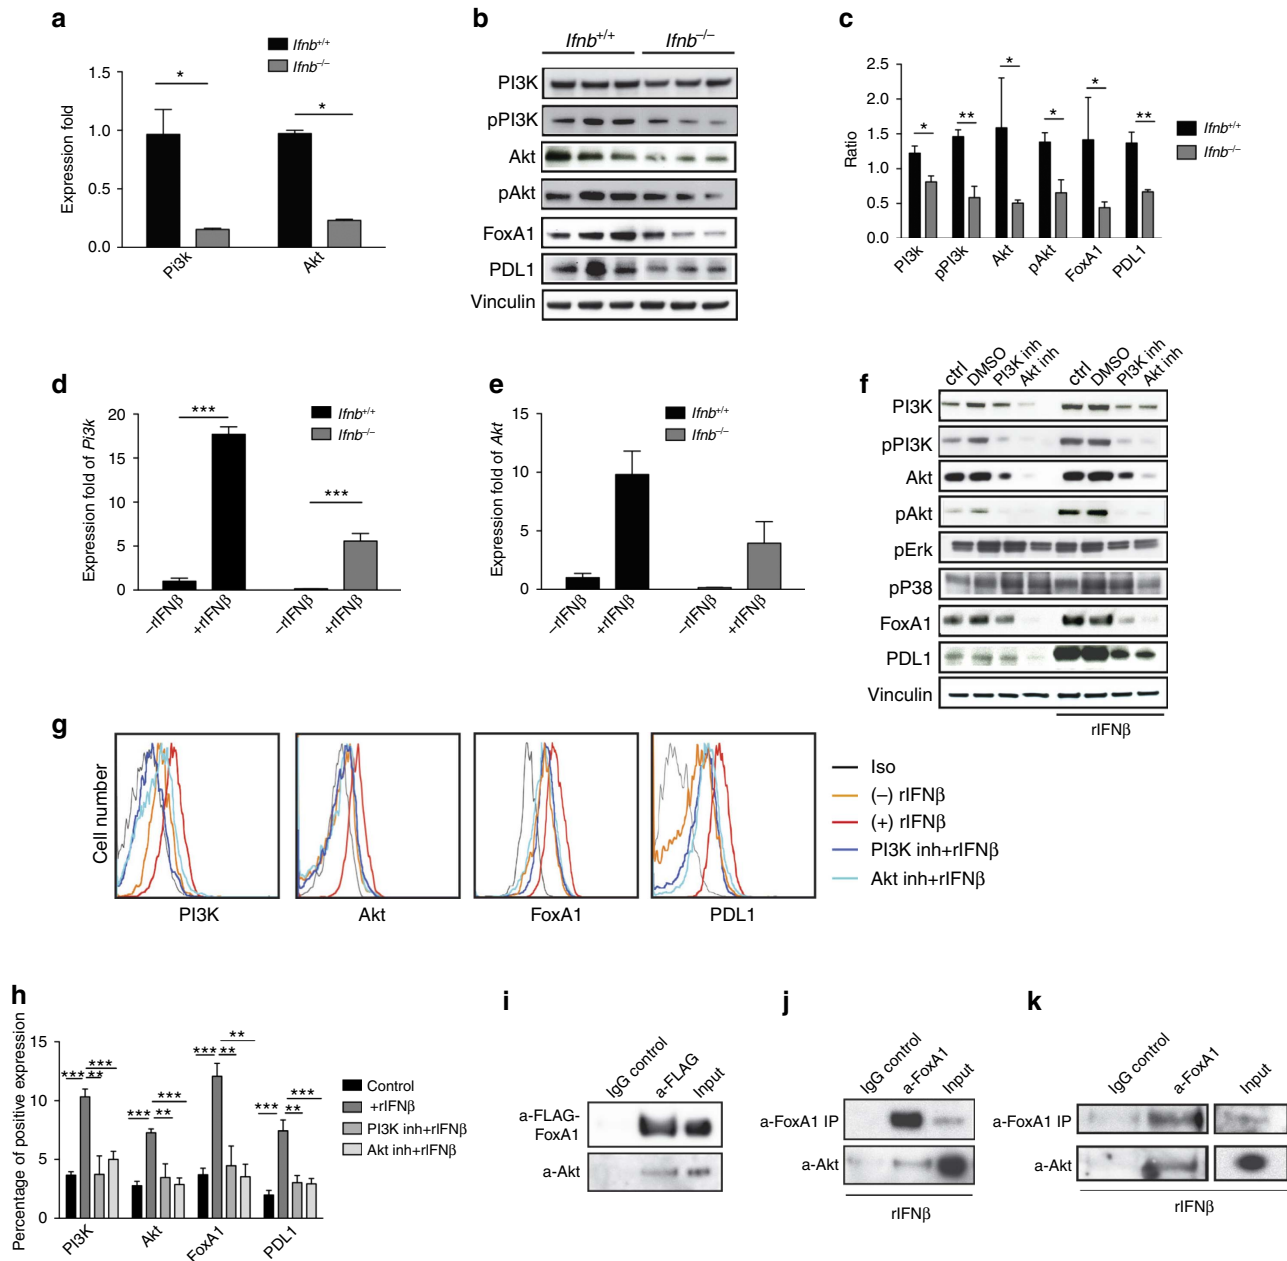 a
Ifnb+/+
Ifnb−/−
Expression fold
1.5
1.0
0.5
0.0
*
*
Pi3k
Akt
b
Ifnb+/+
Ifnb−/−
PI3K
pPI3K
Akt
pAkt
FoxA1
PDL1
Vinculin
c
Ratio
2.5
2.0
1.5
1.0
0.5
0.0
*
**
*
*
*
**
Ifnb+/+
Ifnb−/−
PI3k
pPI3k
Akt
pAkt
FoxA1
PDL1
d
Expression fold of Pi3k
20
15
10
5
0
***
***
Ifnb+/+
Ifnb−/−
−rIFNβ
+rIFNβ
−rIFNβ
+rIFNβ
e
Expression fold of Akt
15
10
5
0
Ifnb+/+
Ifnb−/−
−rIFNβ
+rIFNβ
−rIFNβ
+rIFNβ
f
ctrl
DMSO
PI3K inh
Akt inh
ctrl
DMSO
PI3K inh
Akt inh
PI3K
pPI3K
Akt
pAkt
pErk
pP38
FoxA1
PDL1
Vinculin
rIFNβ
g
Cell number
PI3K
Akt
FoxA1
PDL1
Iso
(−) rIFNβ
(+) rIFNβ
PI3K inh+rIFNβ
Akt inh+rIFNβ
h
Percentage of positive expression
15
10
5
0
***
**
***
***
**
***
***
**
**
***
**
***
PI3K
Akt
FoxA1
PDL1
Control
+rIFNβ
PI3K inh+rIFNβ
Akt inh+rIFNβ
i
IgG control
a-FLAG
Input
a-FLAG-
FoxA1
a-Akt
j
IgG control
a-FoxA1
Input
a-FoxA1 IP
a-Akt
rIFNβ
k
IgG control
a-FoxA1
Input
a-FoxA1 IP
a-Akt
rIFNβ